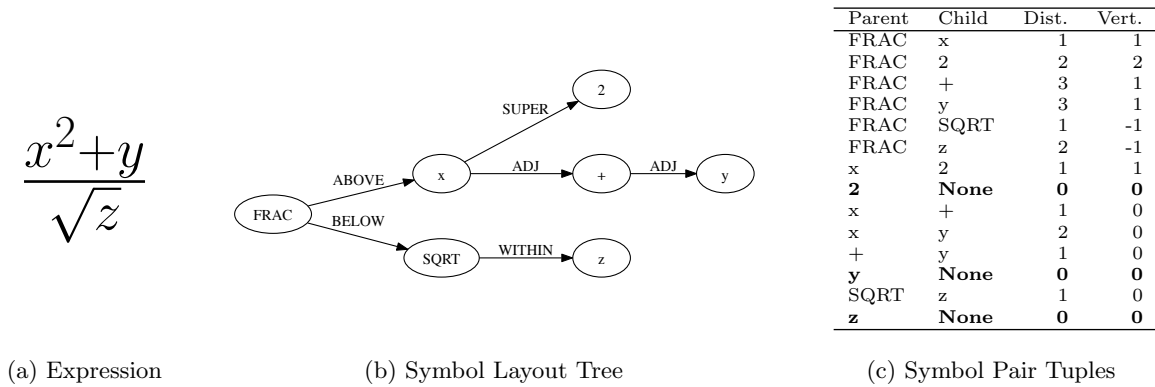 x²+y
√z
2
SUPER
x
ADJ
+
ADJ
y
ABOVE
FRAC
BELOW
SQRT
WITHIN
z
Parent Child Dist. Vert.
FRAC x 1 1
FRAC 2 2 2
FRAC + 3 1
FRAC y 3 1
FRAC SQRT 1 -1
FRAC z 2 -1
x 2 1 1
2 None 0 0
x + 1 0
x y 2 0
+ y 1 0
y None 0 0
SQRT z 1 0
z None 0 0
(a) Expression
(b) Symbol Layout Tree
(c) Symbol Pair Tuples